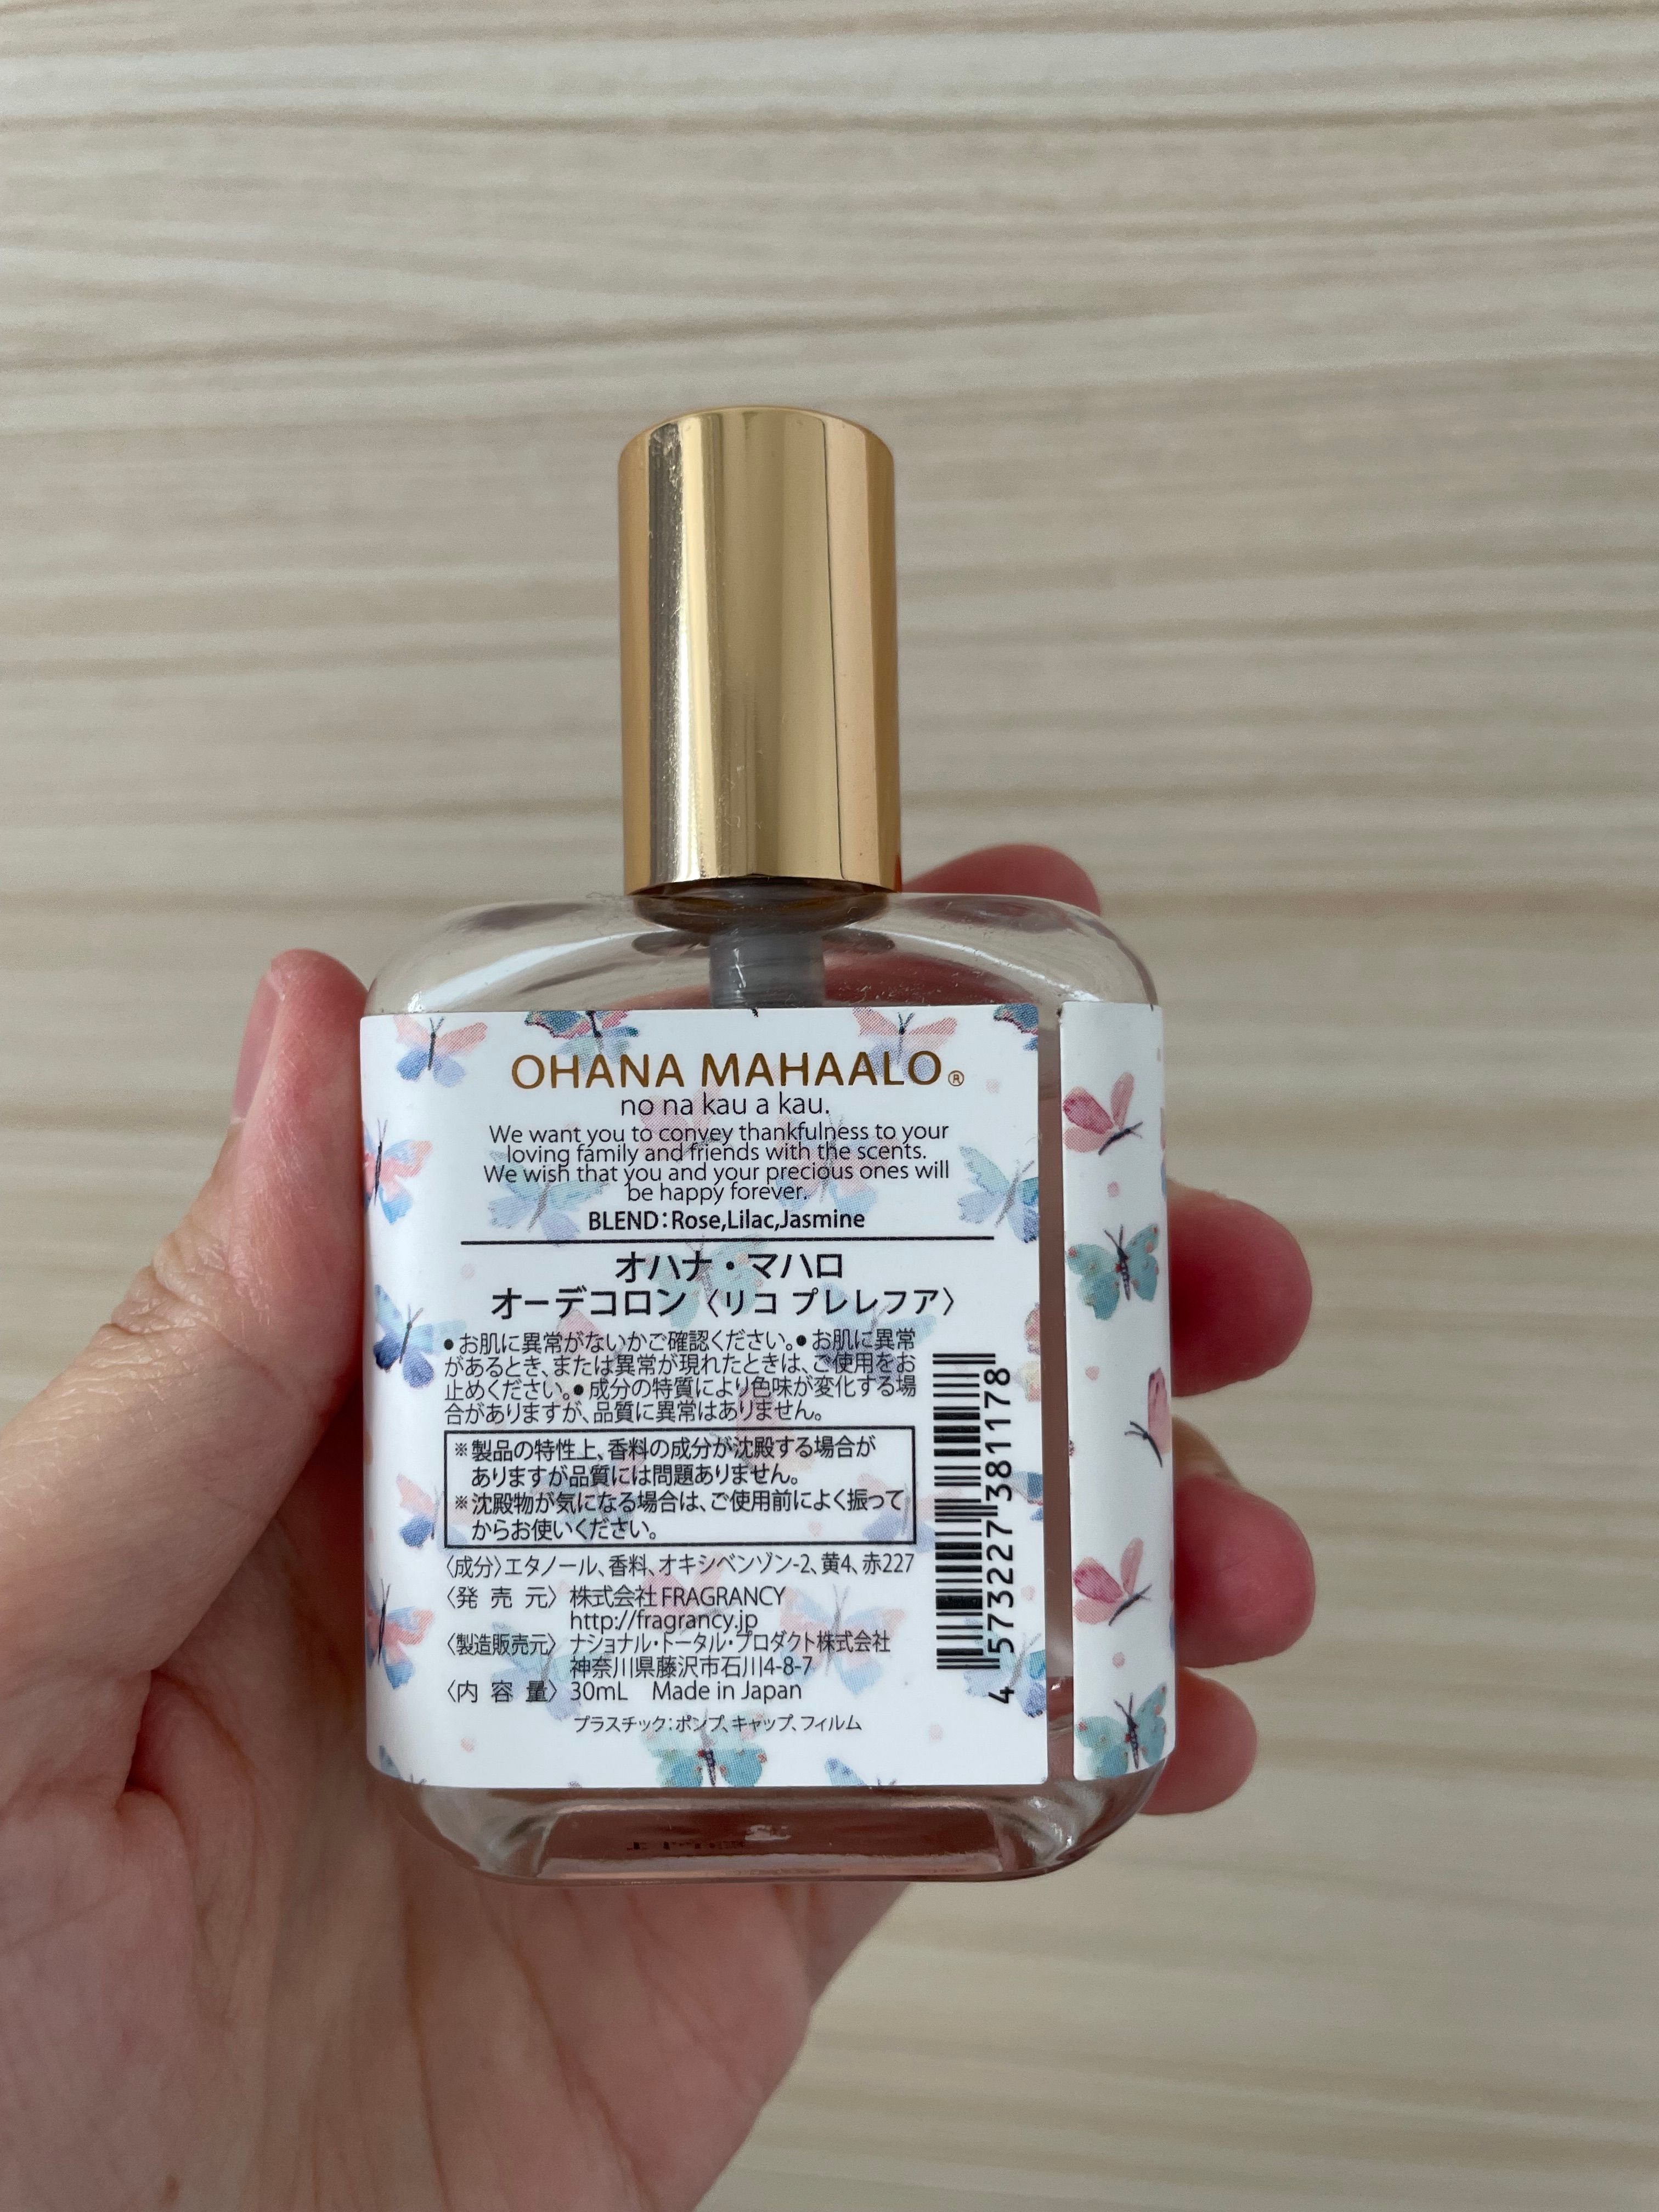 OHANA MAHAALO®
no na kau a kau.
We want you to convey thankfulness to your
loving family and friends with the scents.
We wish that you and your precious ones will
be happy forever.
BLEND:Rose,Lilac,Jasmine
オハナ・マハロ
オーデコロン〈リコ プレレフア〉
●お肌に異常がないかご確認ください。●お肌に異常
があるとき、または異常が現れたときは、ご使用をお
止めください。●成分の特質により色味が変化する場
合がありますが、品質に異常はありません。
※製品の特性上、香料の成分が沈殿する場合が
ありますが品質には問題ありません。
※沈殿物が気になる場合は、ご使用前によく振って
からお使いください。
〈成分〉エタノール、香料、オキシベンゾン-2、黄4、赤227
〈発売元〉株式会社FRAGRANCY
http://fragrancy.jp
〈製造販売元〉ナショナル・トータル・プロダクト株式会社
神奈川県藤沢市石川4-8-7
〈内容量〉30mL Made in Japan
プラスチック:ポンプ、キャップ、フィルム
4 573227 381178